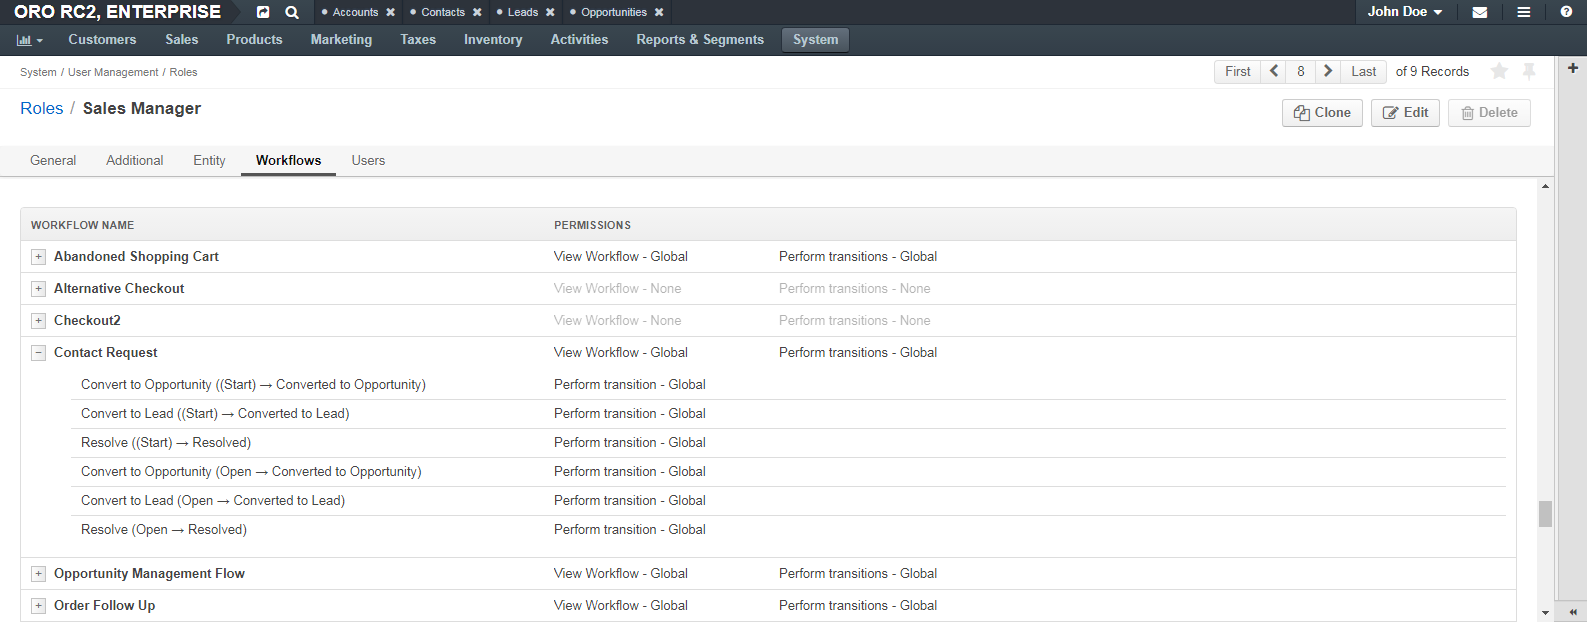 ORO RC2, ENTERPRISE Accounts Contacts Leads Opportunities John Doe
Customers Sales Products Marketing Taxes Inventory Activities Reports & Segments System
System / User Management / Roles First 8 Last of 9 Records
Roles / Sales Manager Clone Edit Delete
General Additional Entity Workflows Users
WORKFLOW NAME PERMISSIONS
Abandoned Shopping Cart View Workflow - Global Perform transitions - Global
Alternative Checkout View Workflow - None Perform transitions - None
Checkout2 View Workflow - None Perform transitions - None
Contact Request View Workflow - Global Perform transitions - Global
Convert to Opportunity ((Start) → Converted to Opportunity) Perform transition - Global
Convert to Lead ((Start) → Converted to Lead) Perform transition - Global
Resolve ((Start) → Resolved) Perform transition - Global
Convert to Opportunity (Open → Converted to Opportunity) Perform transition - Global
Convert to Lead (Open → Converted to Lead) Perform transition - Global
Resolve (Open → Resolved) Perform transition - Global
Opportunity Management Flow View Workflow - Global Perform transitions - Global
Order Follow Up View Workflow - Global Perform transitions - Global